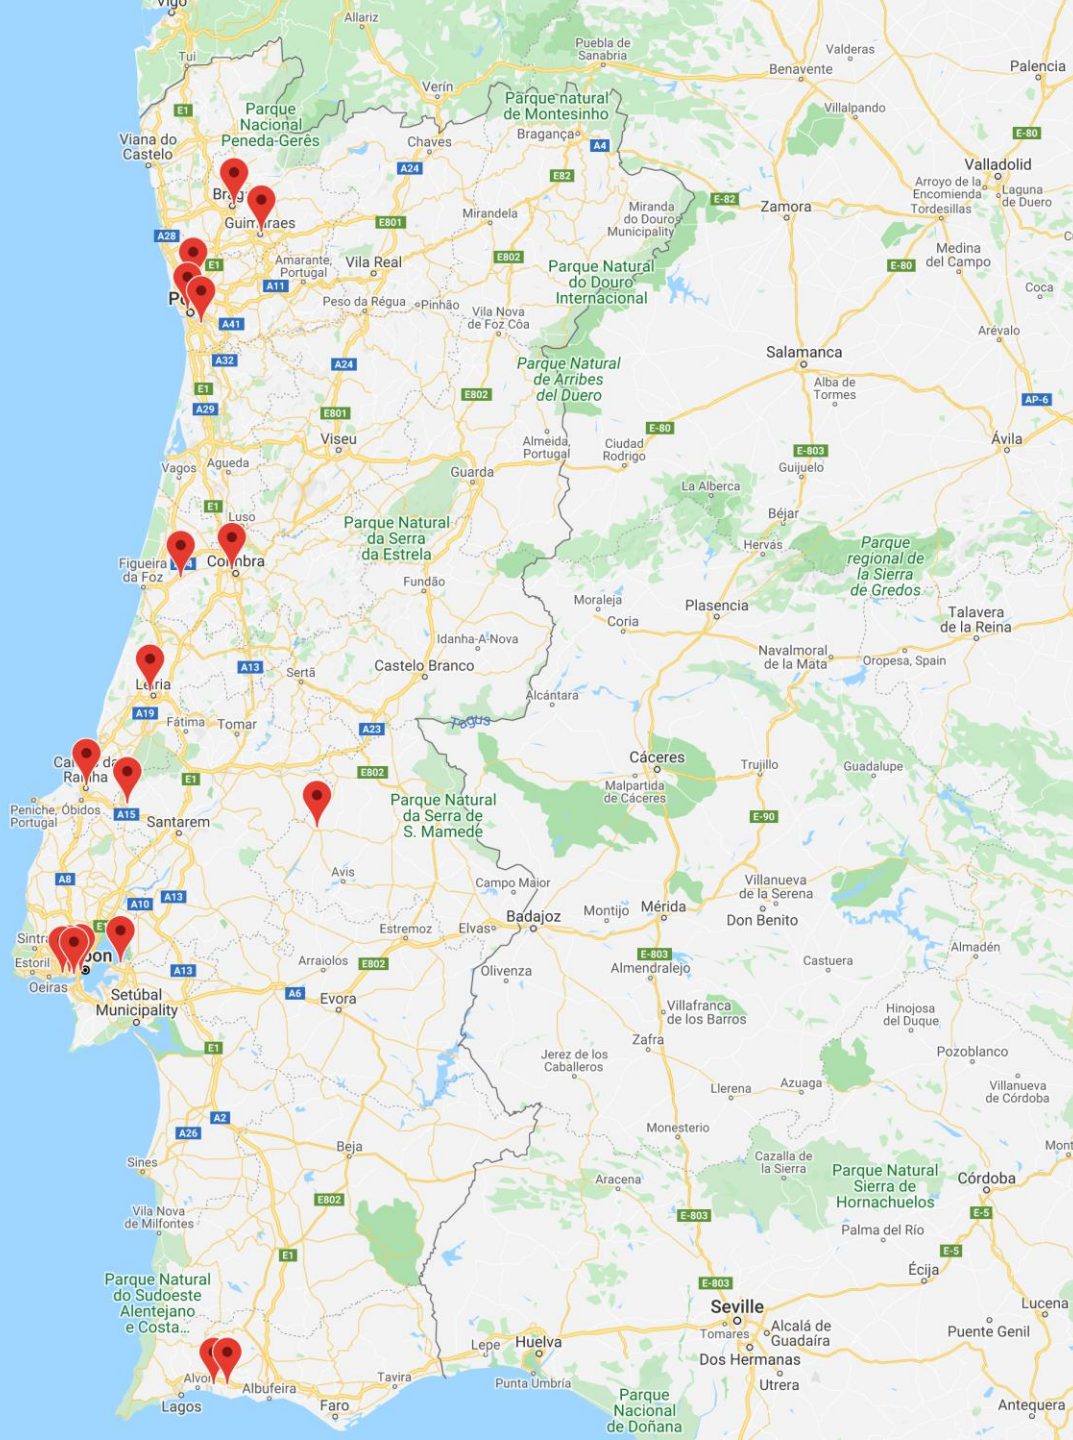 Vigo
Allariz
Tui
Puebla de
Sanabria
Valderas
Benavente
Palencia
Verín
E1
Parque
Nacional
Peneda-Gerês
Parque natural
de Montesinho
Villalpando
Viana do
Castelo
Chaves
Bragança
A4
E-80
Valladolid
A24
E82
Arroyo de la
Encomienda
Laguna
de Duero
Tordesillas
E-82
Zamora
Miranda
do Douro
Municipality
Mirandela
Guimaraes
E801
A28
E1
Amarante,
Portugal
Vila Real
E802
Parque Natural
do Douro
Internacional
Medina
del Campo
E-80
Coca
A11
Peso da Régua
Pinhão
Vila Nova
de Foz Côa
A41
Arévalo
A32
A24
Parque Natural
de Arribes
del Duero
Salamanca
Alba de
Tormes
E1
A29
E802
AP-6
E801
Viseu
Almeida,
Portugal
E-80
Ciudad
Rodrigo
Ávila
E-803
Guijuelo
Vagos
Agueda
Guarda
La Alberca
E1
Luso
Béjar
Parque Natural
da Serra
da Estrela
Hervás
Parque
regional de
la Sierra
de Gredos
Figueira
da Foz
Coimbra
Fundão
Moraleja
Coria
Plasencia
Talavera
de la Reina
Idanha-A-Nova
Navalmoral
de la Mata
Oropesa, Spain
A13
Sertã
Castelo Branco
Leiria
Alcántara
A19
Fátima
Tomar
A23
Tagus
Cáceres
Trujillo
Guadalupe
Malpartida
de Cáceres
E1
E802
Peniche,
Portugal
Óbidos
A15
Santarem
Parque Natural
da Serra de
S. Mamede
E-90
Avis
A8
A10
A13
Campo Maior
Villanueva
de la Serena
Don Benito
Badajoz
Montijo
Mérida
Estremoz
Elvas
Sintra
Estoril
Oeiras
A13
Arraiolos
E802
E-803
Almendralejo
Castuera
Almadén
Olivenza
Setúbal
Municipality
A6
Evora
Villafranca
de los Barros
Hinojosa
del Duque
E1
Zafra
Jerez de los
Caballeros
Pozoblanco
Llerena
Azuaga
Villanueva
de Córdoba
A2
A26
Monesterio
Beja
Sines
Cazalla de
la Sierra
Parque Natural
Sierra de
Hornachuelos
Córdoba
Aracena
E802
Vila Nova
de Milfontes
E-803
E-5
Palma del Río
E1
E-5
Écija
Parque Natural
do Sudoeste
Alentejano
e Costa...
E-803
Seville
Lucena
Lepe
Huelva
Tomares
Alcalá de
Guadaíra
Puente Genil
Dos Hermanas
Albufeira
Tavira
Punta Umbría
Utrera
Lagos
Faro
Parque
Nacional
de Doñana
Antequera